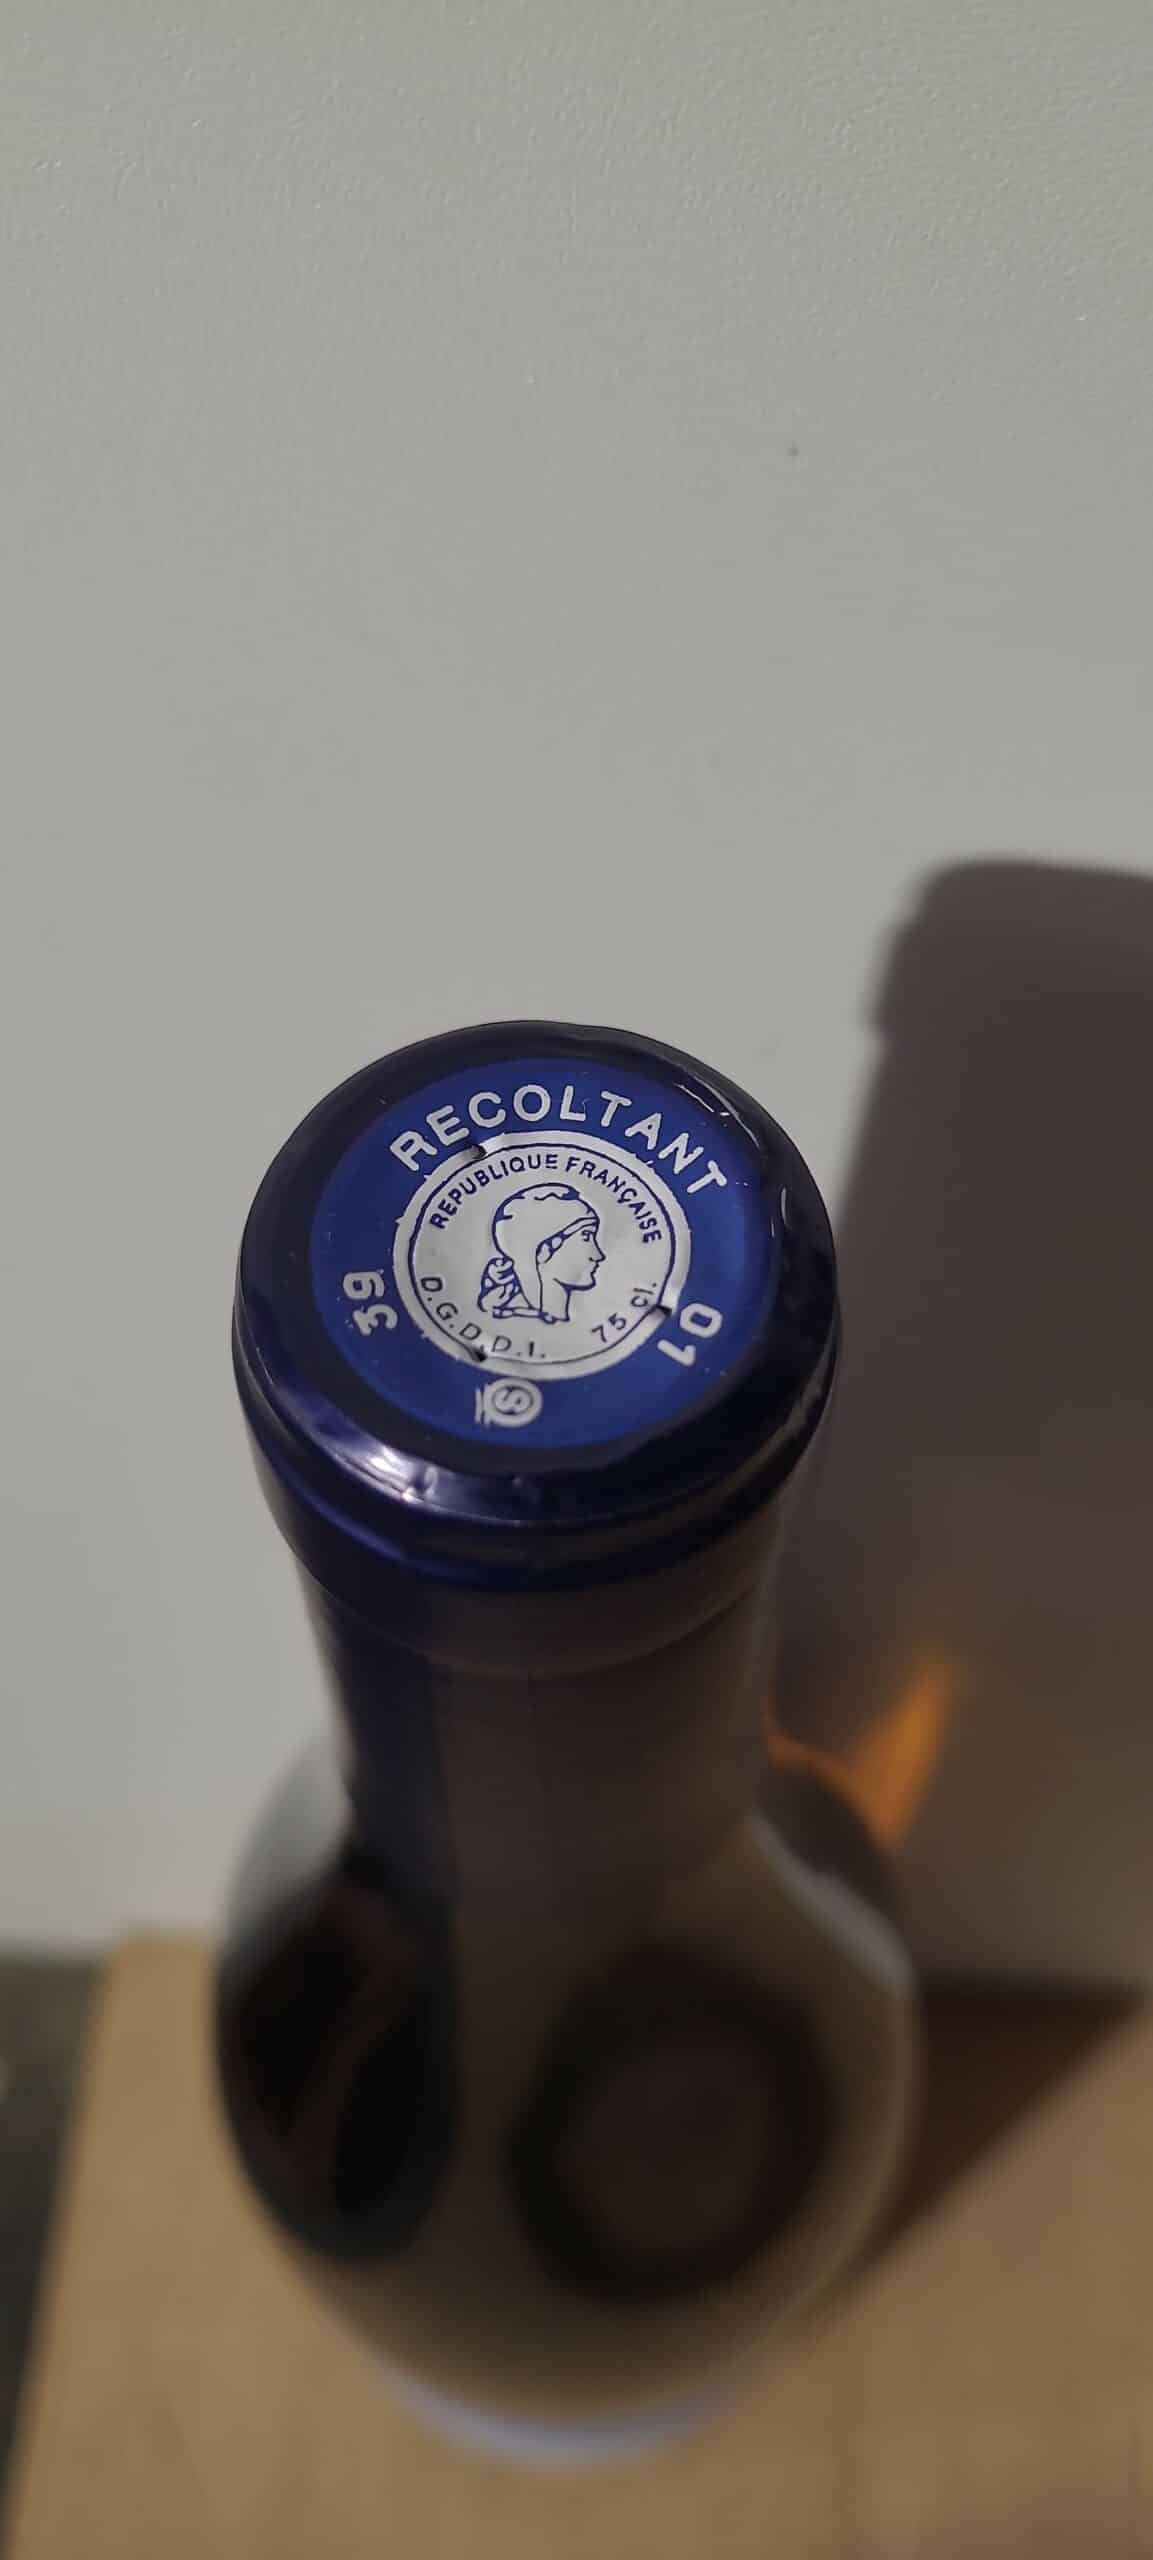 RECOLTANT
REPUBLIQUE FRANÇAISE
D.G.D.D.I. 75 cl.
39 01
S